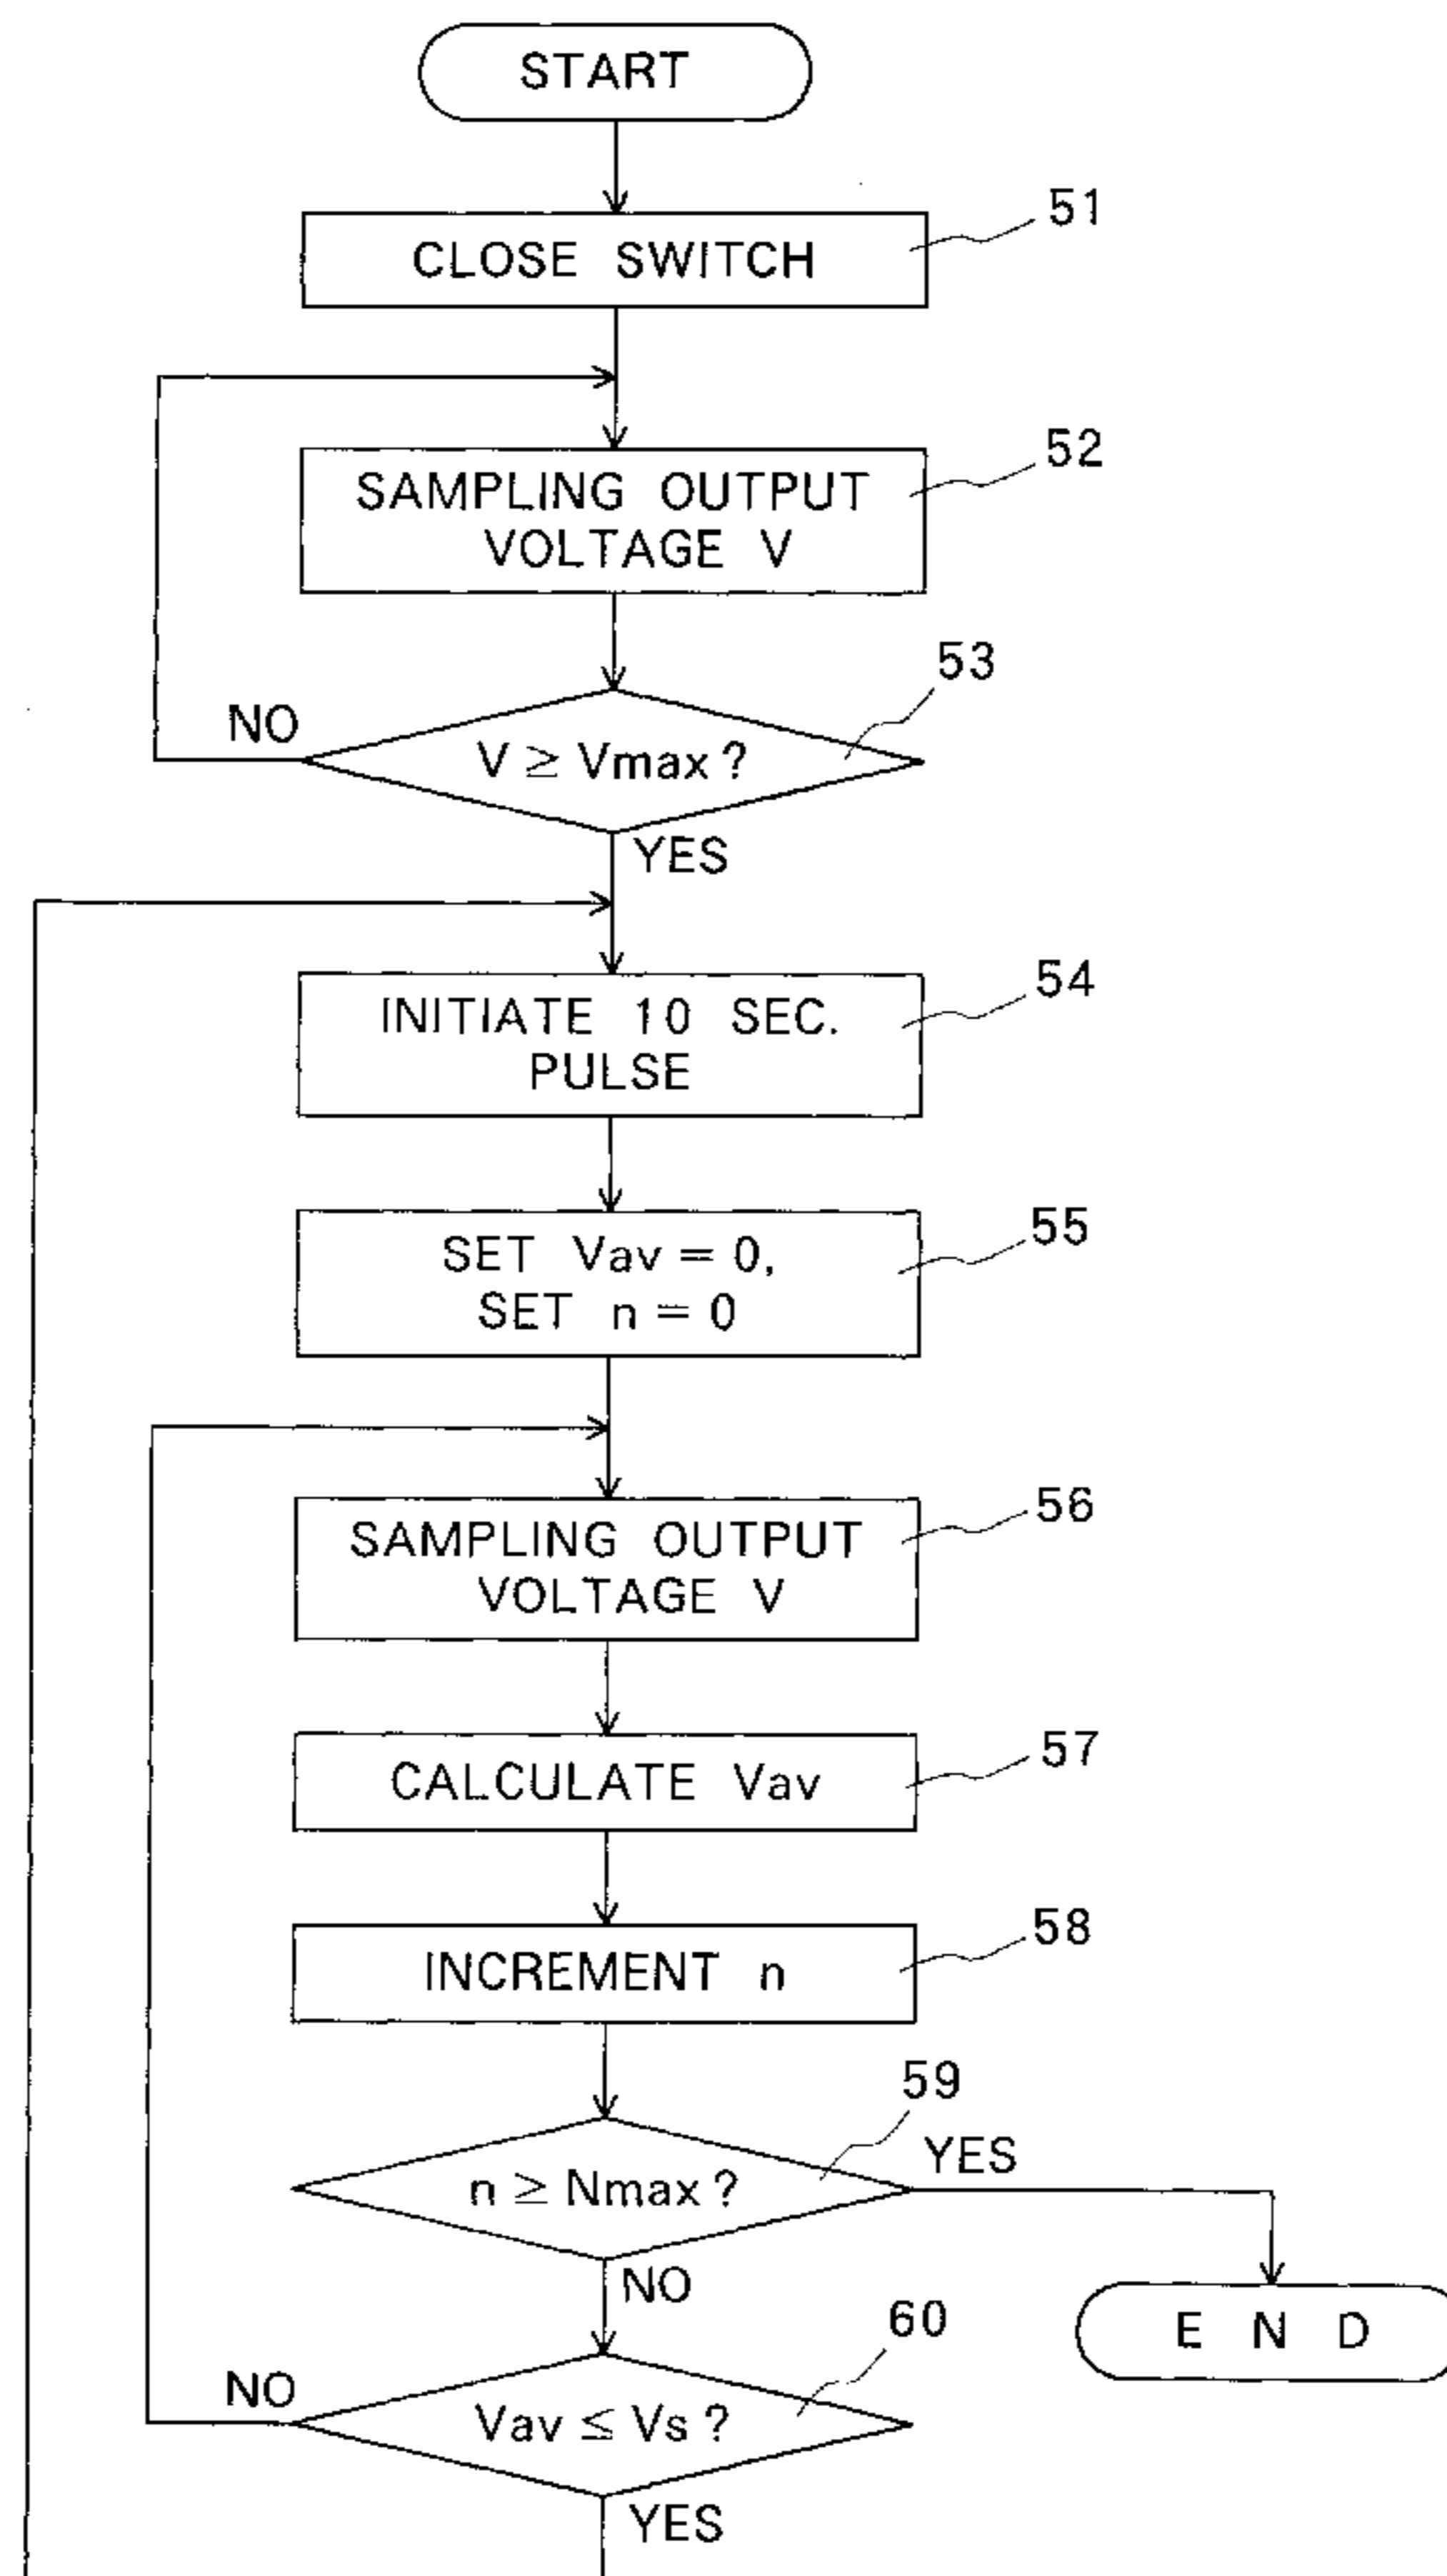 START
51
CLOSE SWITCH
52
SAMPLING OUTPUT
VOLTAGE V
53
NO
V ≥ Vmax ?
YES
54
INITIATE 10 SEC.
PULSE
55
SET Vav = 0,
SET n = 0
56
SAMPLING OUTPUT
VOLTAGE V
57
CALCULATE Vav
58
INCREMENT n
59
YES
n ≥ Nmax ?
NO
60
E N D
NO
Vav ≤ Vs ?
YES